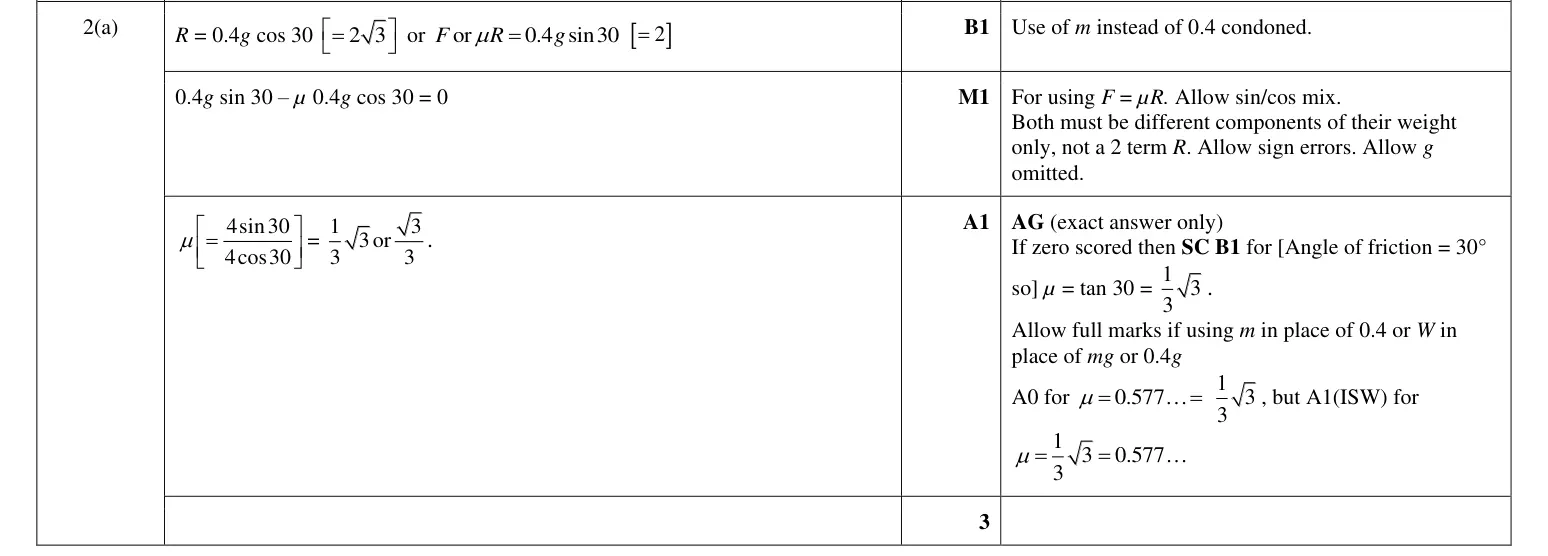 2(a)
R = 0.4g cos 30 [= 2√3] or F or μR = 0.4g sin 30 [= 2]
B1
Use of m instead of 0.4 condoned.
0.4g sin 30 – μ 0.4g cos 30 = 0
M1
For using F = μR. Allow sin/cos mix.
Both must be different components of their weight
only, not a 2 term R. Allow sign errors. Allow g
omitted.
μ [= 4sin30/4cos30] = 1/3 √3 or √3/3 .
A1
AG (exact answer only)
If zero scored then SC B1 for [Angle of friction = 30°
so] μ = tan 30 = 1/3 √3 .
Allow full marks if using m in place of 0.4 or W in
place of mg or 0.4g
A0 for μ = 0.577… = 1/3 √3 , but A1(ISW) for
μ = 1/3 √3 = 0.577…
3